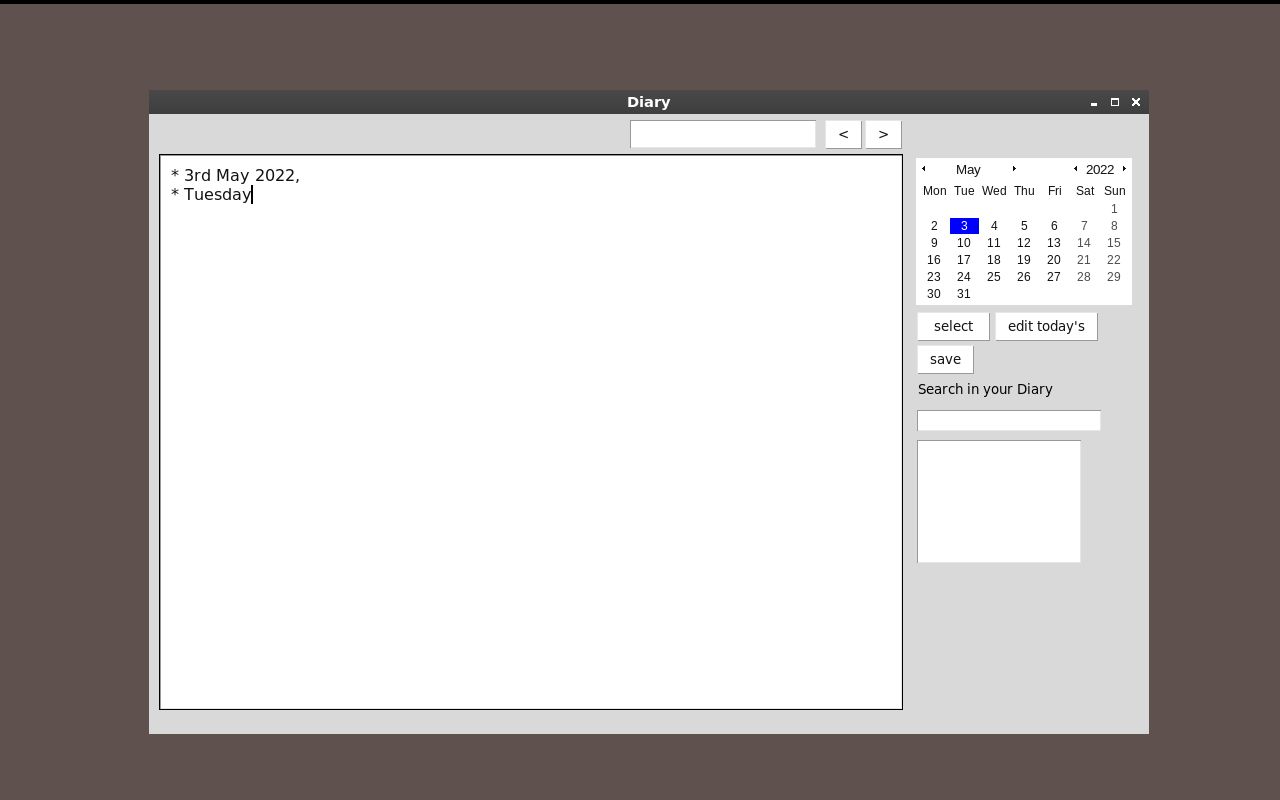 Diary
< >
* 3rd May 2022,
* Tuesday
May 2022
Mon Tue Wed Thu Fri Sat Sun
1
2 3 4 5 6 7 8
9 10 11 12 13 14 15
16 17 18 19 20 21 22
23 24 25 26 27 28 29
30 31
select edit today's
save
Search in your Diary